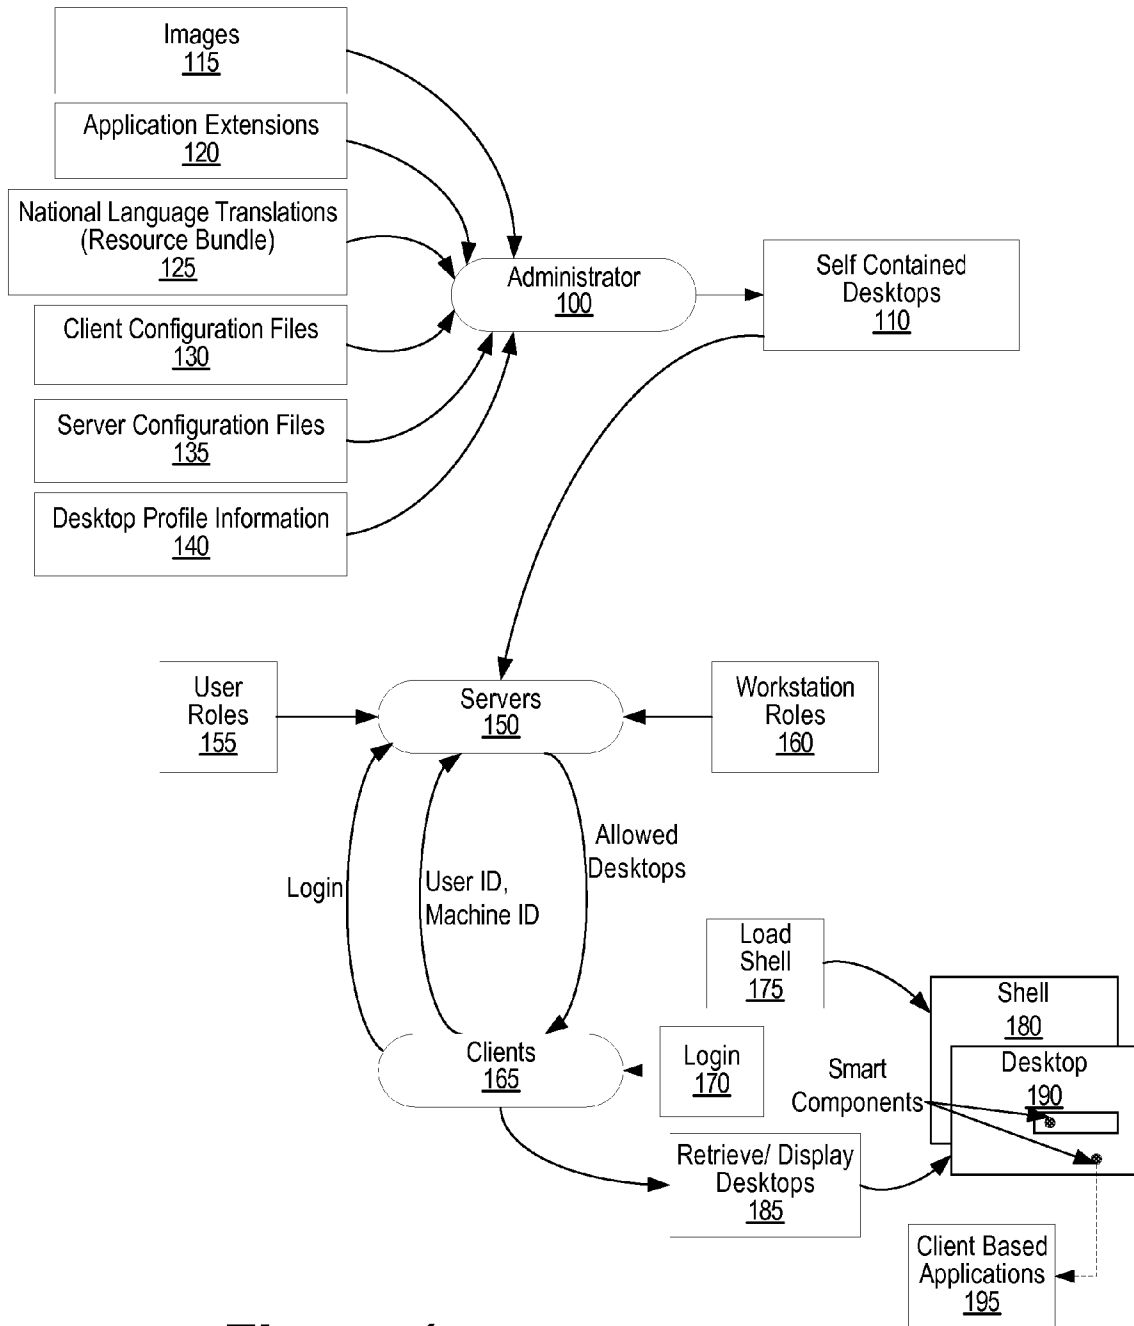 Images
115
Application Extensions
120
National Language Translations
(Resource Bundle)
125
Client Configuration Files
130
Server Configuration Files
135
Desktop Profile Information
140
Administrator
100
Self Contained
Desktops
110
User
Roles
155
Servers
150
Workstation
Roles
160
Login
User ID,
Machine ID
Allowed
Desktops
Load
Shell
175
Shell
180
Clients
165
Login
170
Desktop
190
Smart
Components
Retrieve/ Display
Desktops
185
Client Based
Applications
195